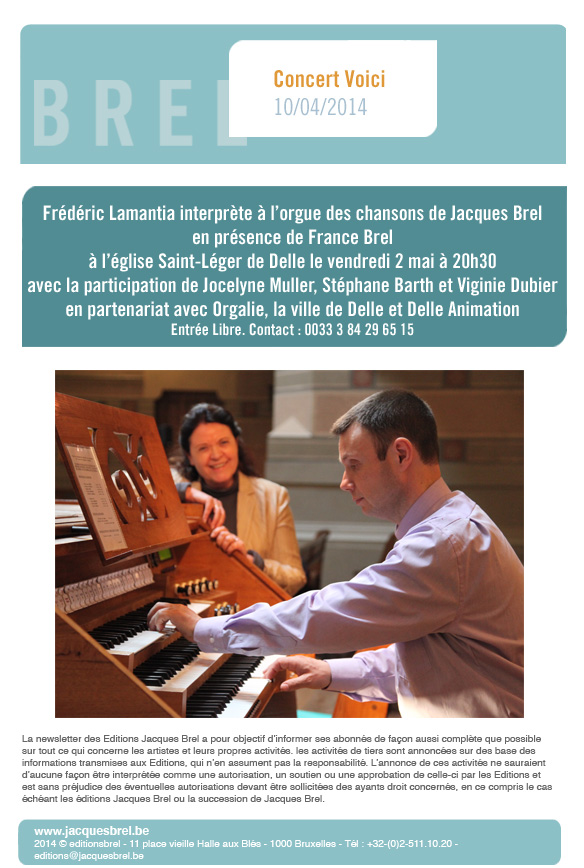 BREL
Concert Voici
10/04/2014
Frédéric Lamantia interprète à l'orgue des chansons de Jacques Brel
en présence de France Brel
à l'église Saint-Léger de Delle le vendredi 2 mai à 20h30
avec la participation de Jocelyne Muller, Stéphane Barth et Viginie Dubier
en partenariat avec Orgalie, la ville de Delle et Delle Animation
Entrée Libre. Contact : 0033 3 84 29 65 15
La newsletter des Editions Jacques Brel a pour objectif d'informer ses abonnée de façon aussi complète que possible
sur tout ce qui concerne les artistes et leurs propres activités. les activités de tiers sont annoncées sur des base des
informations transmises aux Editions, qui n'en assument pas la responsabilité. L'annonce de ces activités ne sauraient
d'aucune façon être interprétée comme une autorisation, un soutien ou une approbation de celle-ci par les Editions et
est sans préjudice des éventuelles autorisations devant être sollicitées des ayants droit concernés, en ce compris le cas
échéant les éditions Jacques Brel ou la succession de Jacques Brel.
www.jacquesbrel.be
2014 © editionsbrel - 11 place vieille Halle aux Blés - 1000 Bruxelles - Tél : +32-(0)2-511.10.20 -
editions@jacquesbrel.be